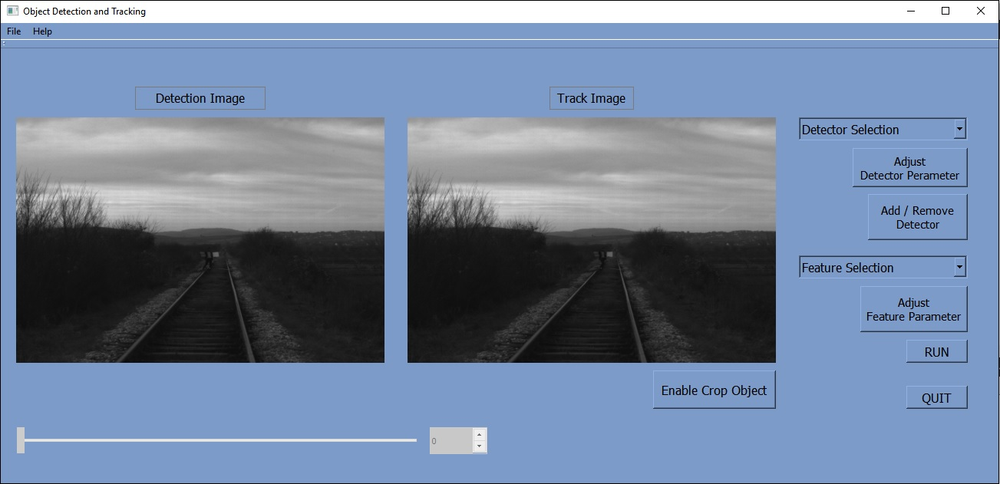 Object Detection and Tracking
File Help
Detection Image
Track Image
Detector Selection
Adjust
Detector Perameter
Add / Remove
Detector
Feature Selection
Adjust
Feature Parameter
RUN
Enable Crop Object
QUIT
0